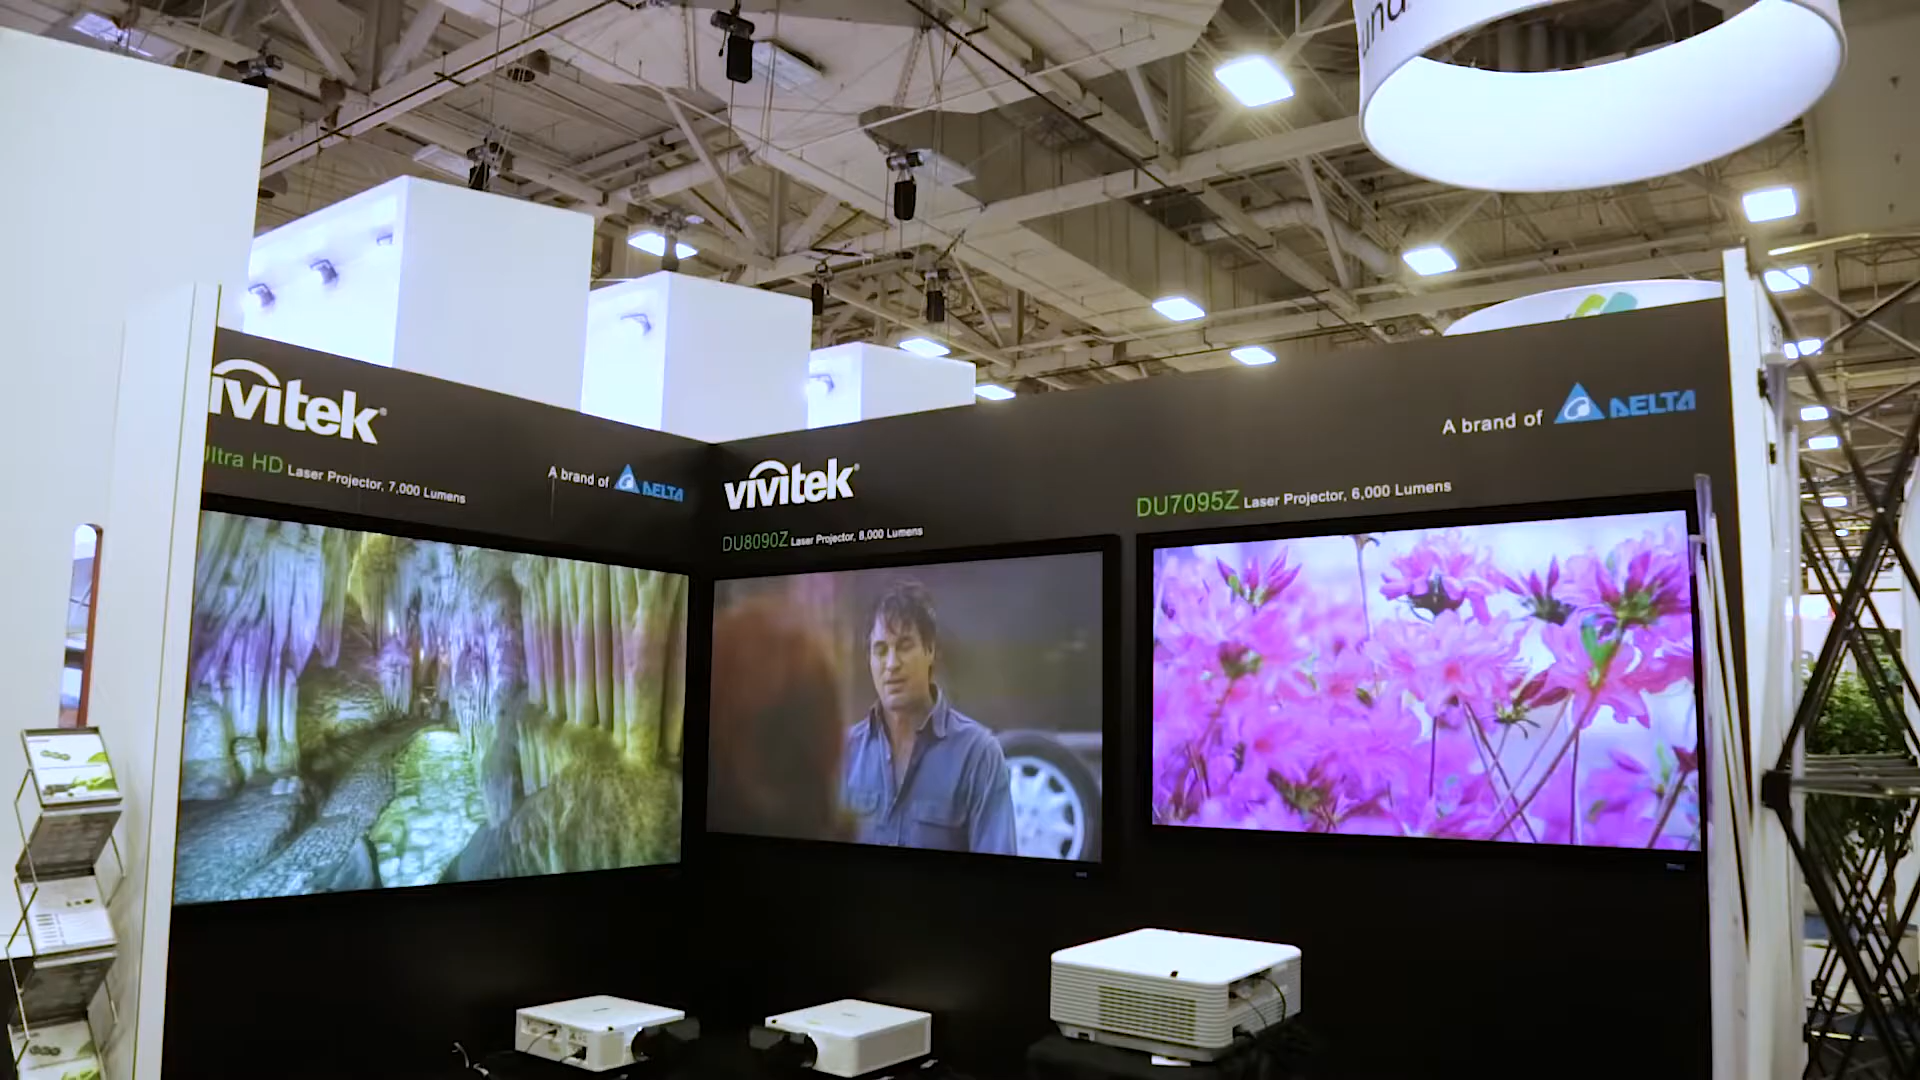 und
vivitek
Ultra HD Laser Projector, 7,000 Lumens
A brand of DELTA
vivitek
DU8090Z Laser Projector, 8,000 Lumens
A brand of DELTA
DU7095Z Laser Projector, 6,000 Lumens